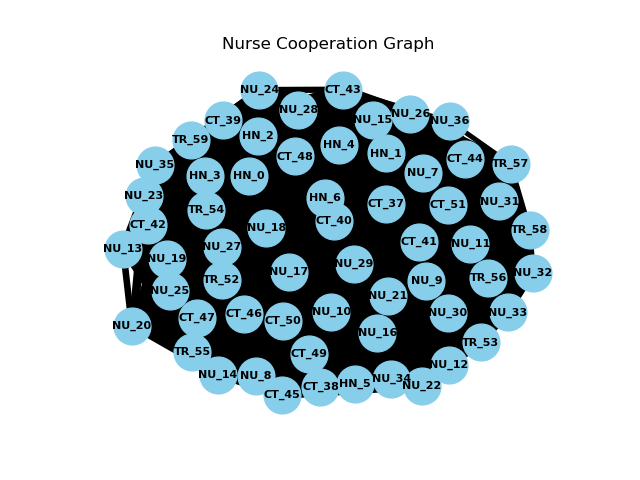 Nurse Cooperation Graph
NU_24
CT_43
NU_28
NU_26
CT_39
NU_15
NU_36
HN_2
TR_59
HN_4
HN_1
CT_48
CT_44
TR_57
NU_35
NU_7
HN_3
HN_0
NU_23
HN_6
NU_31
CT_37
CT_51
TR_54
CT_42
CT_40
NU_18
TR_58
CT_41
NU_11
NU_13
NU_27
NU_19
NU_29
NU_17
NU_32
TR_56
TR_52
NU_9
NU_25
NU_21
NU_10
NU_30
NU_33
CT_46
CT_47
CT_50
NU_20
NU_16
TR_53
TR_55
CT_49
NU_12
NU_14
NU_8
NU_34
HN_5
CT_38
NU_22
CT_45